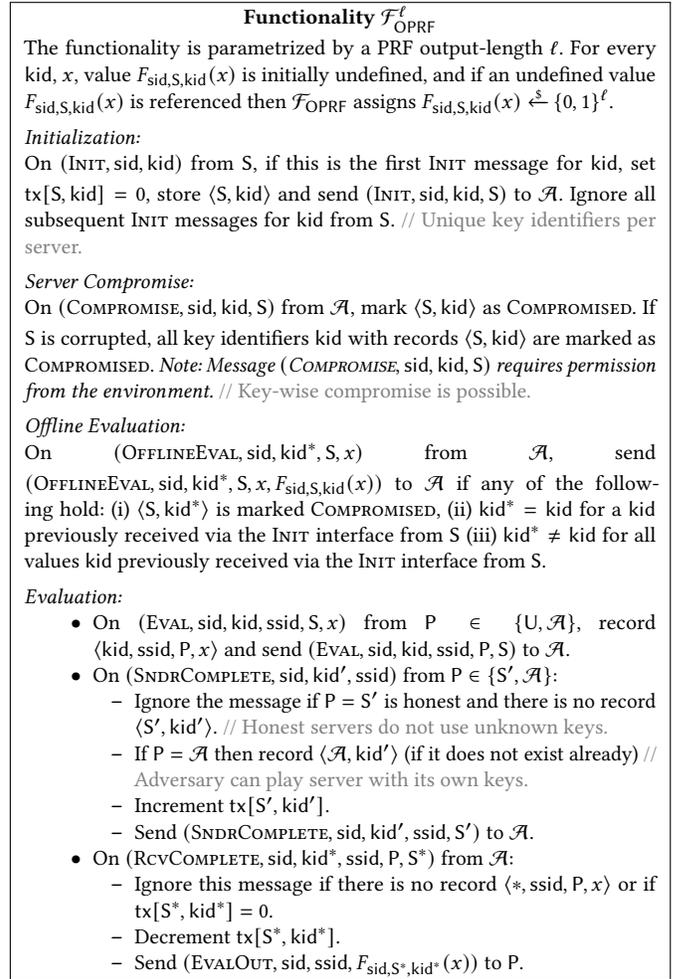 Functionality ℱ^ℓ_OPRF
The functionality is parametrized by a PRF output-length ℓ. For every
kid, x, value F_{sid,S,kid}(x) is initially undefined, and if an undefined value
F_{sid,S,kid}(x) is referenced then ℱ_OPRF assigns F_{sid,S,kid}(x) ←$ {0, 1}^ℓ.
Initialization:
On (Init, sid, kid) from S, if this is the first Init message for kid, set
tx[S, kid] = 0, store ⟨S, kid⟩ and send (Init, sid, kid, S) to 𝒜. Ignore all
subsequent Init messages for kid from S. // Unique key identifiers per
server.
Server Compromise:
On (Compromise, sid, kid, S) from 𝒜, mark ⟨S, kid⟩ as Compromised. If
S is corrupted, all key identifiers kid with records ⟨S, kid⟩ are marked as
Compromised. Note: Message (Compromise, sid, kid, S) requires permission
from the environment. // Key-wise compromise is possible.
Offline Evaluation:
On (OfflineEval, sid, kid*, S, x) from 𝒜, send
(OfflineEval, sid, kid*, S, x, F_{sid,S,kid}(x)) to 𝒜 if any of the follow-
ing hold: (i) ⟨S, kid*⟩ is marked Compromised, (ii) kid* = kid for a kid
previously received via the Init interface from S (iii) kid* ≠ kid for all
values kid previously received via the Init interface from S.
Evaluation:
• On (Eval, sid, kid, ssid, S, x) from P ∈ {U, 𝒜}, record
⟨kid, ssid, P, x⟩ and send (Eval, sid, kid, ssid, P, S) to 𝒜.
• On (SndrComplete, sid, kid′, ssid) from P ∈ {S′, 𝒜}:
– Ignore the message if P = S′ is honest and there is no record
⟨S′, kid′⟩. // Honest servers do not use unknown keys.
– If P = 𝒜 then record ⟨𝒜, kid′⟩ (if it does not exist already) //
Adversary can play server with its own keys.
– Increment tx[S′, kid′].
– Send (SndrComplete, sid, kid′, ssid, S′) to 𝒜.
• On (RcvComplete, sid, kid*, ssid, P, S*) from 𝒜:
– Ignore this message if there is no record ⟨*, ssid, P, x⟩ or if
tx[S*, kid*] = 0.
– Decrement tx[S*, kid*].
– Send (EvalOut, sid, ssid, F_{sid,S*,kid*}(x)) to P.